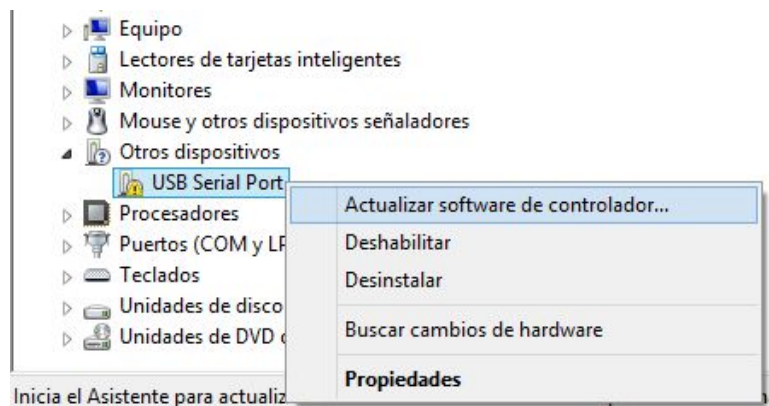 Equipo
Lectores de tarjetas inteligentes
Monitores
Mouse y otros dispositivos señaladores
Otros dispositivos
USB Serial Port
Actualizar software de controlador...
Procesadores
Puertos (COM y
Deshabilitar
Teclados
Desinstalar
Unidades de disco
Buscar cambios de hardware
Unidades de DVD
Propiedades
Inicia el Asistente para